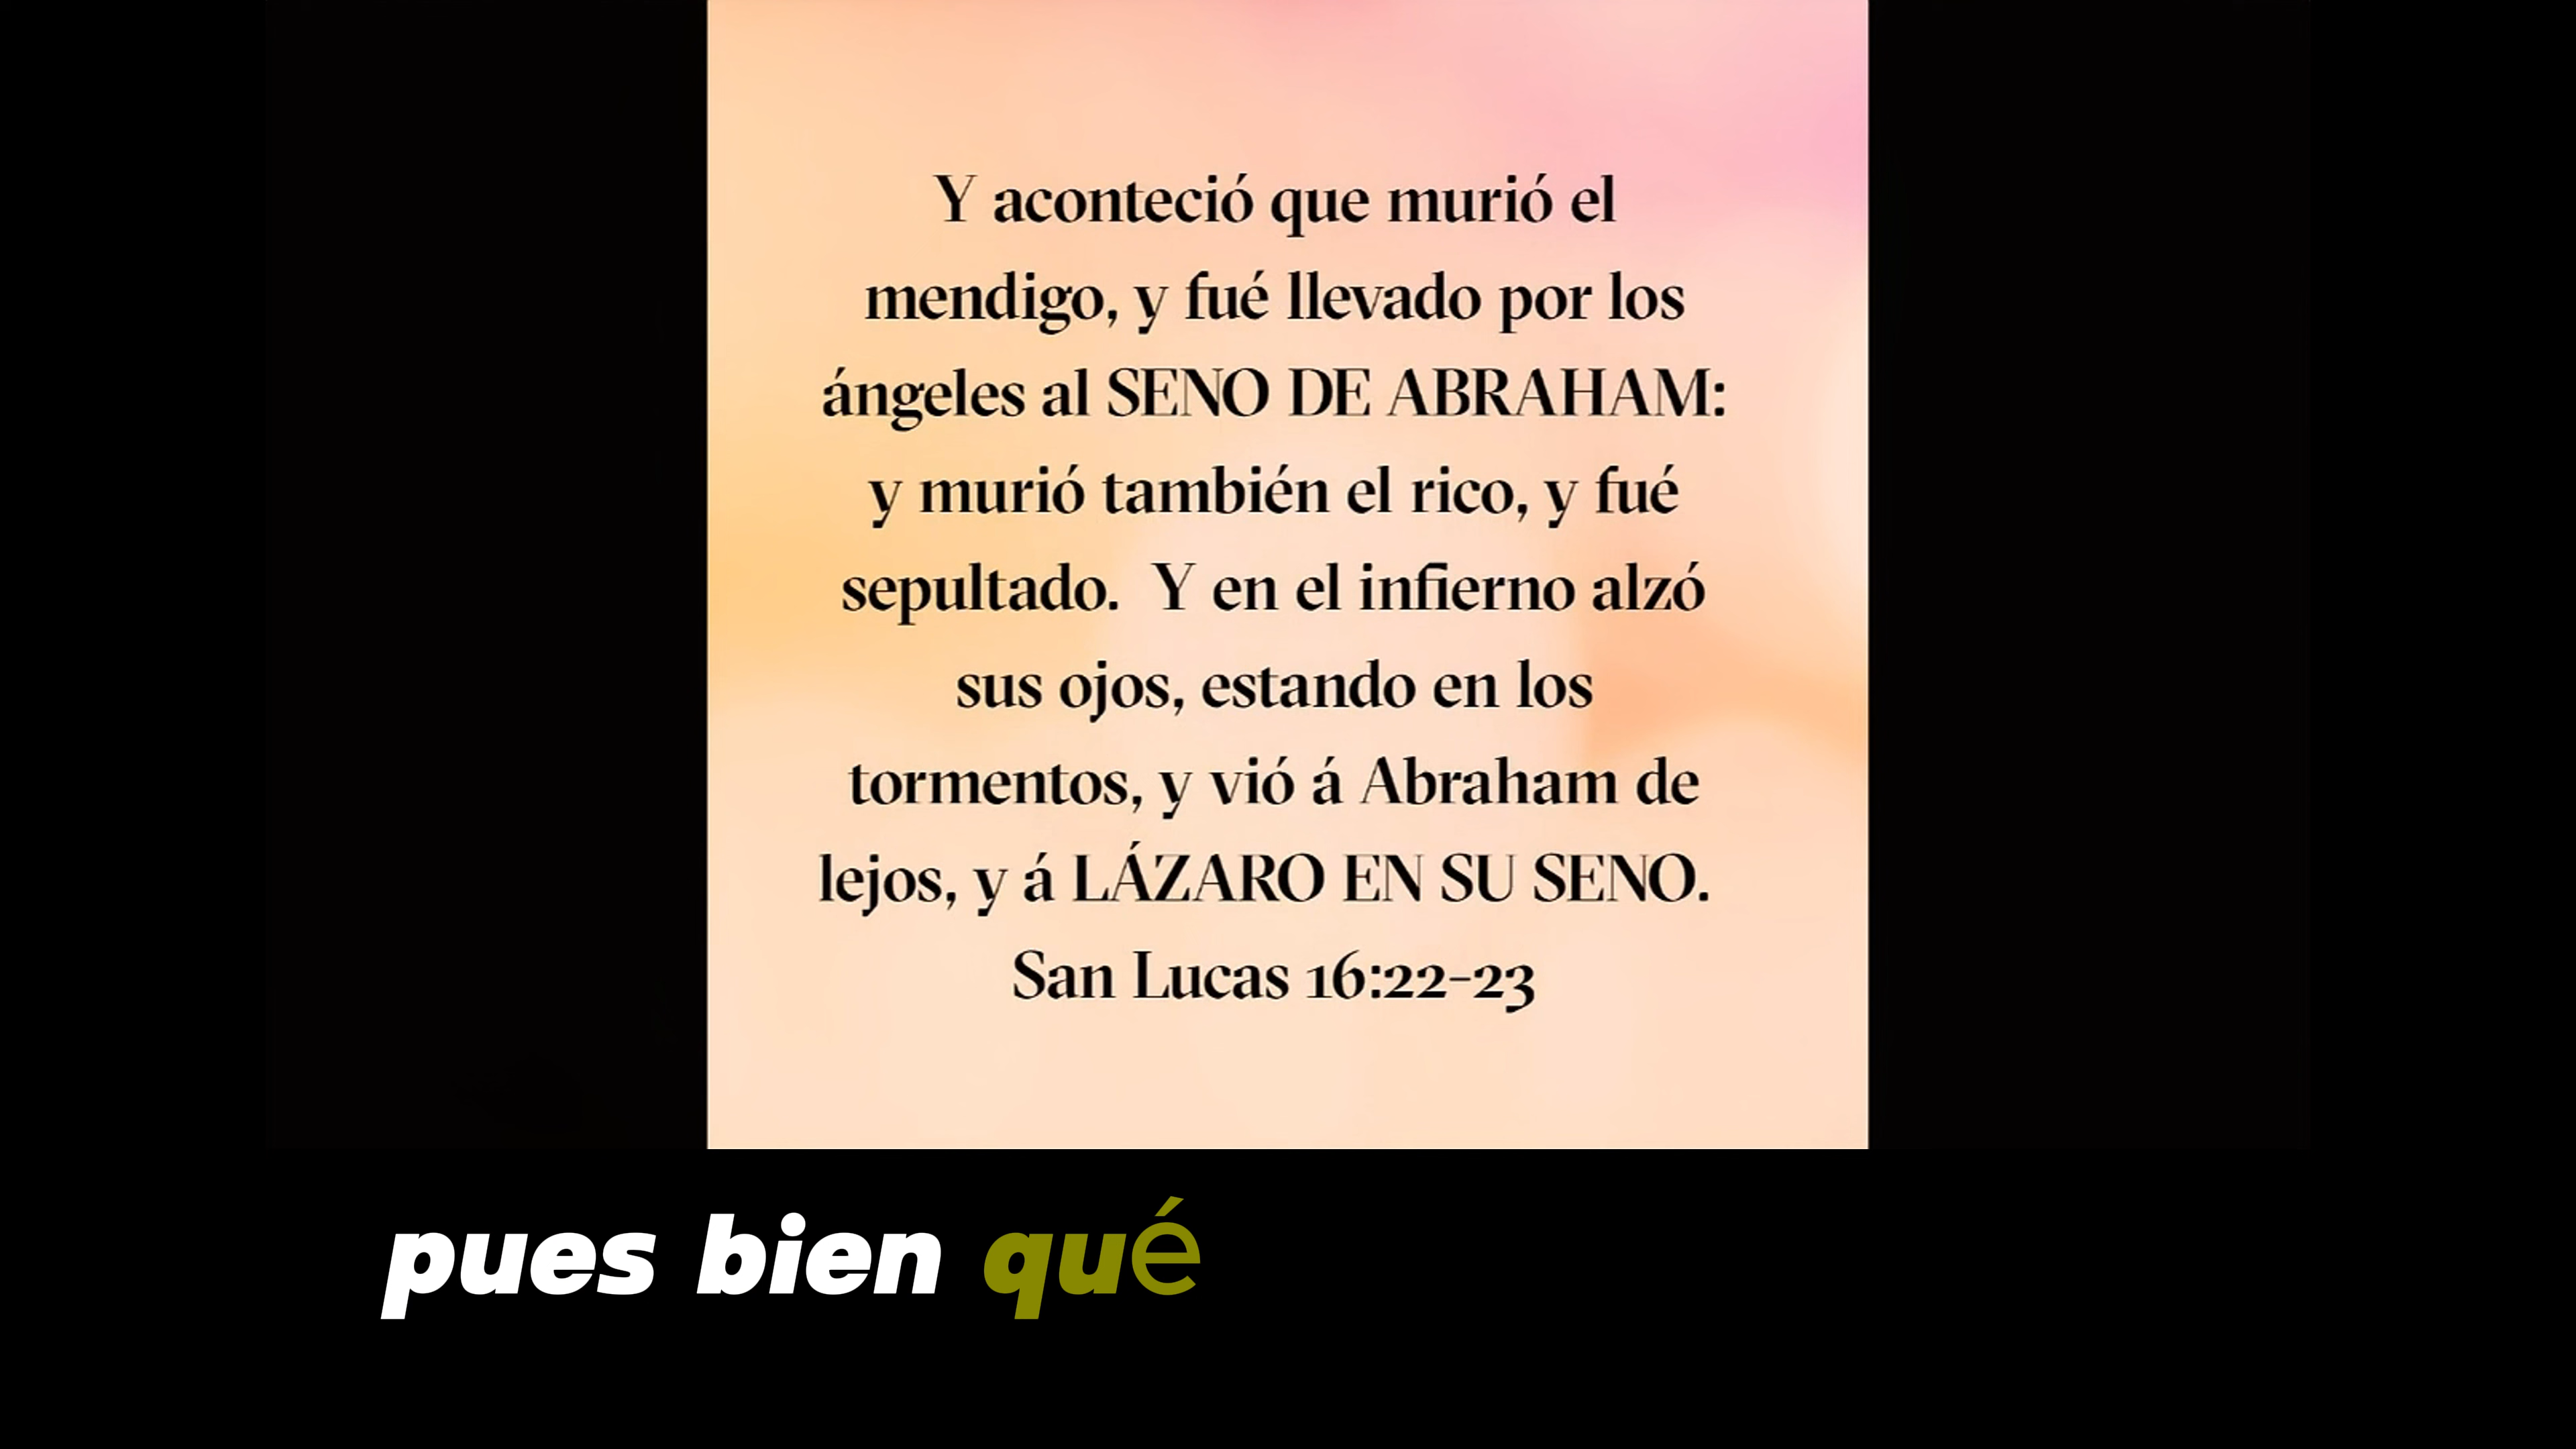 Y aconteció que murió el
mendigo, y fué llevado por los
ángeles al SENO DE ABRAHAM:
y murió también el rico, y fué
sepultado. Y en el infierno alzó
sus ojos, estando en los
tormentos, y vió á Abraham de
lejos, y á LÁZARO EN SU SENO.
San Lucas 16:22-23
pues bien qué